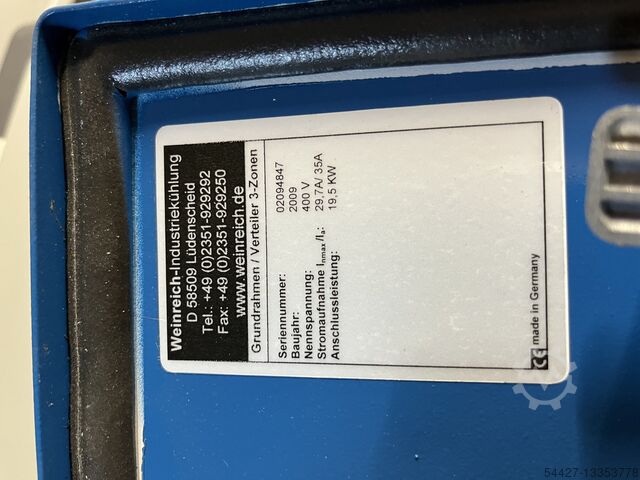 Weinreich-Industriekühlung
D 58509 Lüdenscheid
Tel.: +49 (0)2351-929292
Fax: +49 (0)2351-929250
www.weinreich.de
Grundrahmen / Verteiler 3-Zonen
Seriennummer: 02094847
Baujahr: 2009
Nennspannung: 400 V
Stromaufnahme Inmax/Ia: 29,7A/ 35A
Anschlussleistung: 19,5 KW
CE made in Germany
54427-13353778